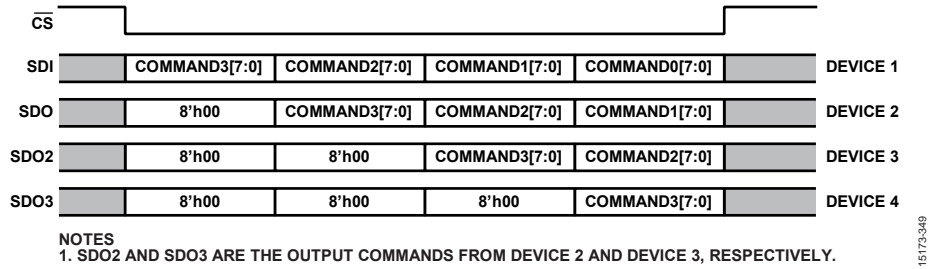 CS
SDI COMMAND3[7:0] COMMAND2[7:0] COMMAND1[7:0] COMMAND0[7:0] DEVICE 1
SDO 8'h00 COMMAND3[7:0] COMMAND2[7:0] COMMAND1[7:0] DEVICE 2
SDO2 8'h00 8'h00 COMMAND3[7:0] COMMAND2[7:0] DEVICE 3
SDO3 8'h00 8'h00 8'h00 COMMAND3[7:0] DEVICE 4
NOTES
1. SDO2 AND SDO3 ARE THE OUTPUT COMMANDS FROM DEVICE 2 AND DEVICE 3, RESPECTIVELY.
15173-349